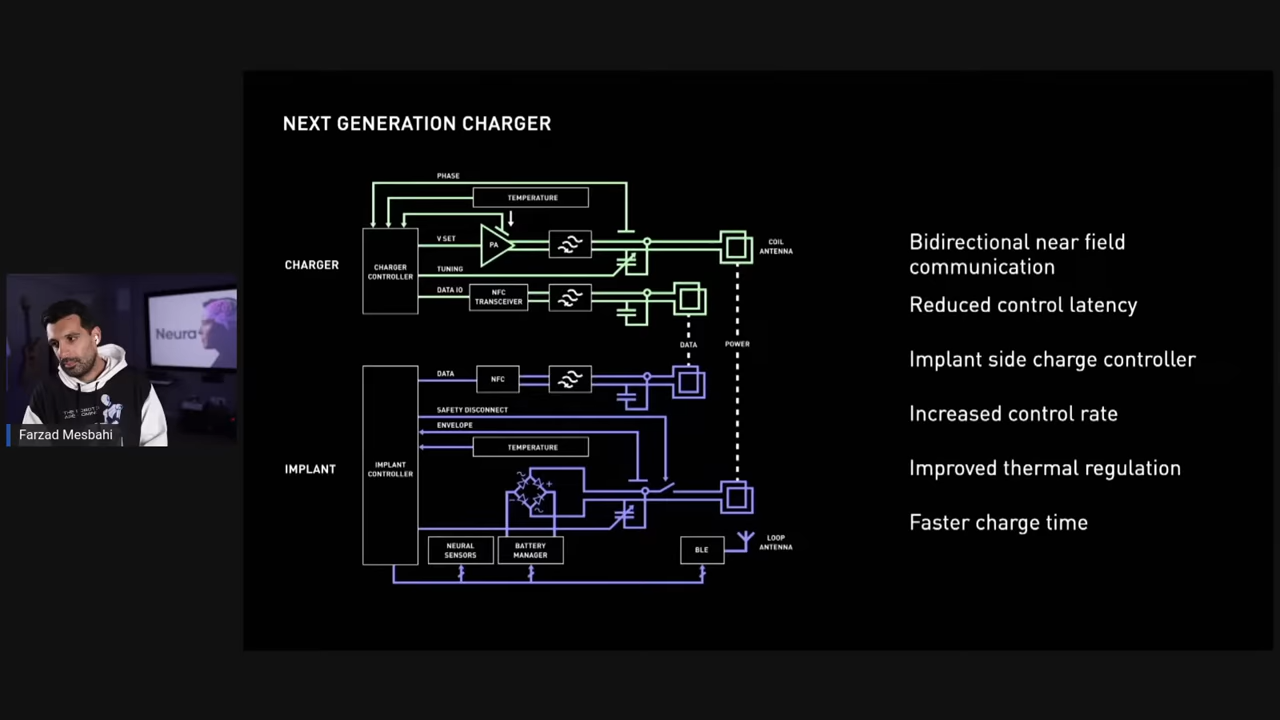 NEXT GENERATION CHARGER
PHASE
TEMPERATURE
V SET
PA
COIL
ANTENNA
CHARGER
CHARGER
CONTROLLER
TUNING
DATA IO
NFC
TRANSCEIVER
DATA
POWER
DATA
NFC
SAFETY DISCONNECT
ENVELOPE
TEMPERATURE
IMPLANT
IMPLANT
CONTROLLER
NEURAL
SENSORS
BATTERY
MANAGER
BLE
LOOP
ANTENNA
Bidirectional near field
communication
Reduced control latency
Implant side charge controller
Increased control rate
Improved thermal regulation
Faster charge time
Neura
Farzad Mesbahi